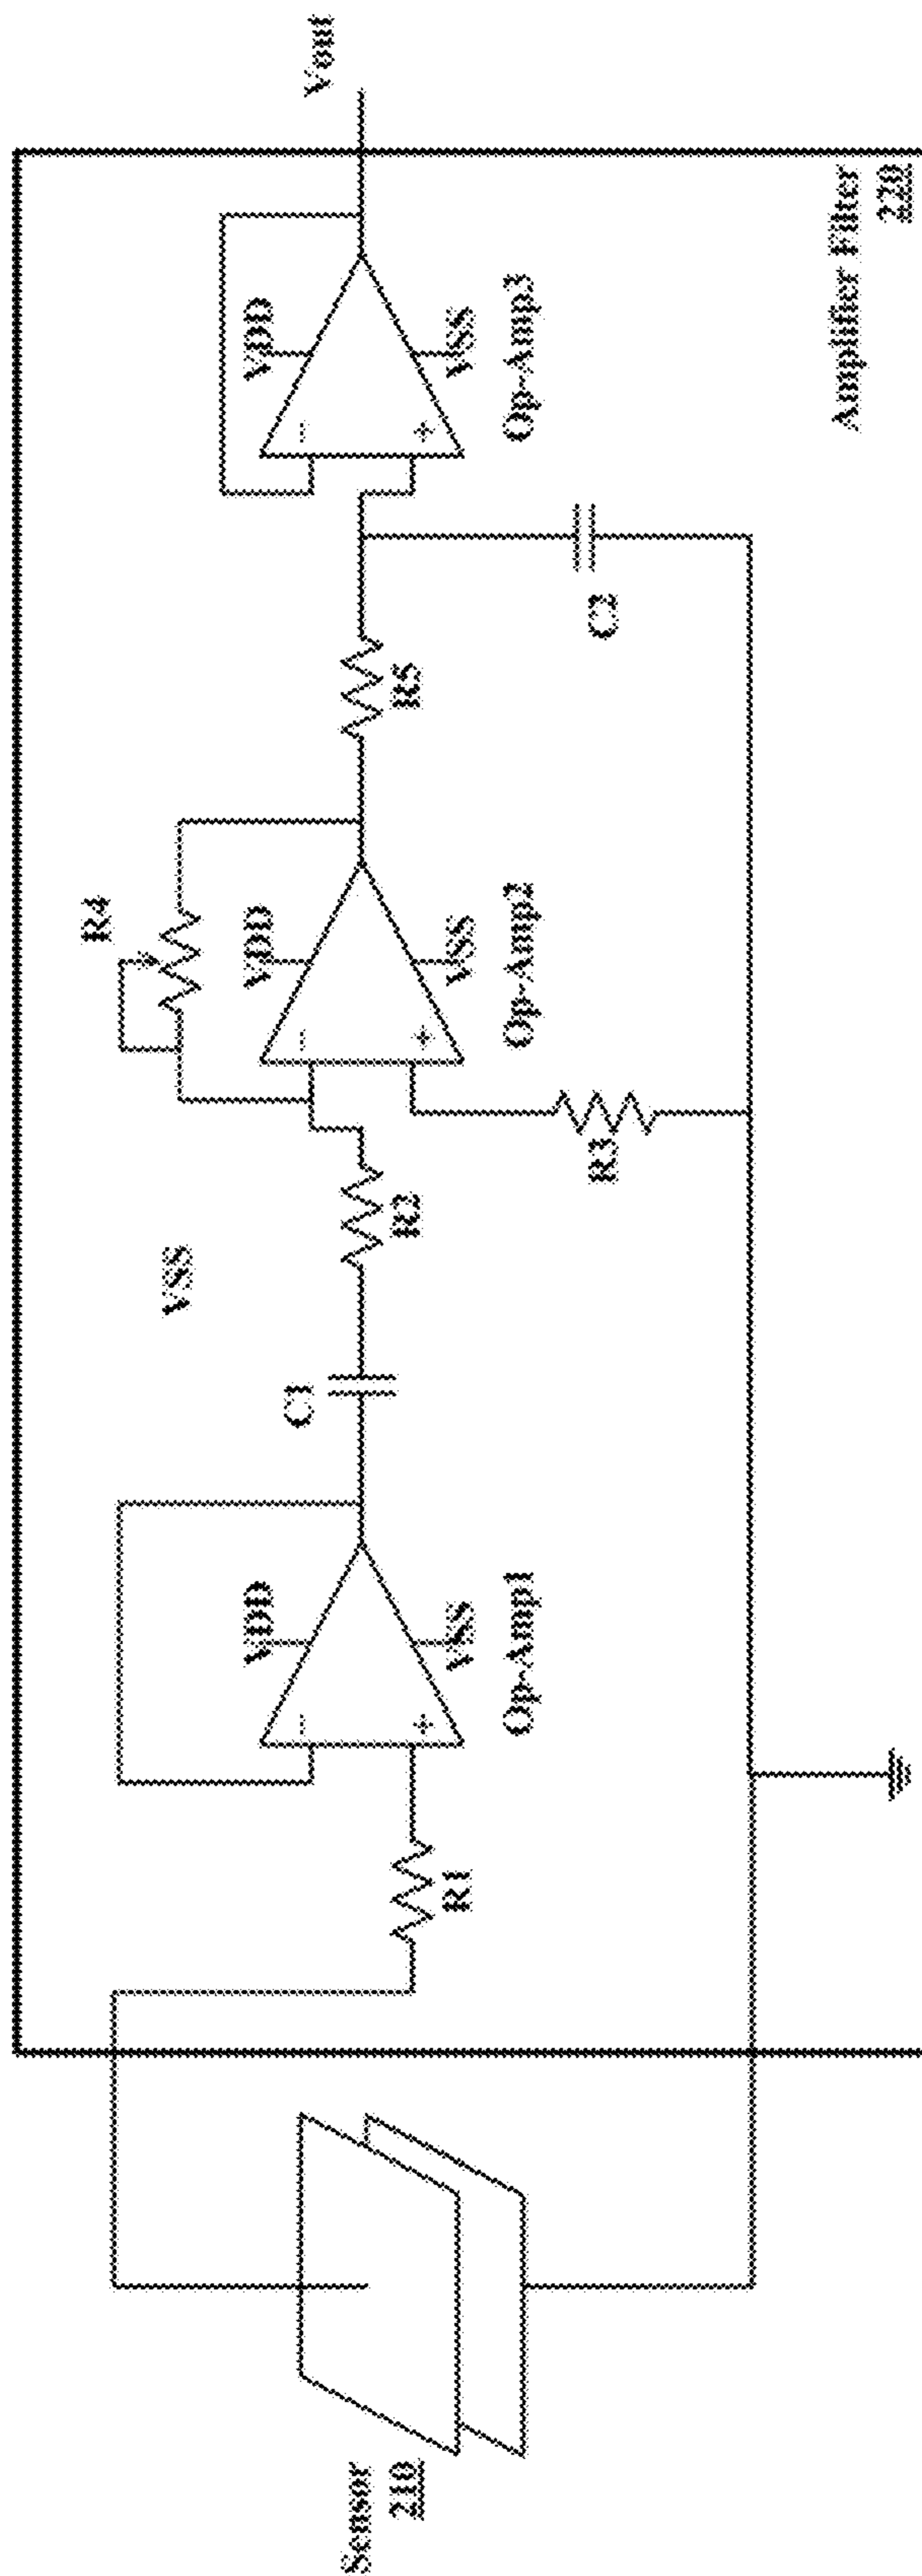 Sensor
210
R1
VDD
VSS
Op-Amp1
C1
VSS
R2
R3
R4
VDD
VSS
Op-Amp2
R5
C2
VDD
VSS
Op-Amp3
Vout
Amplifier Filter
220